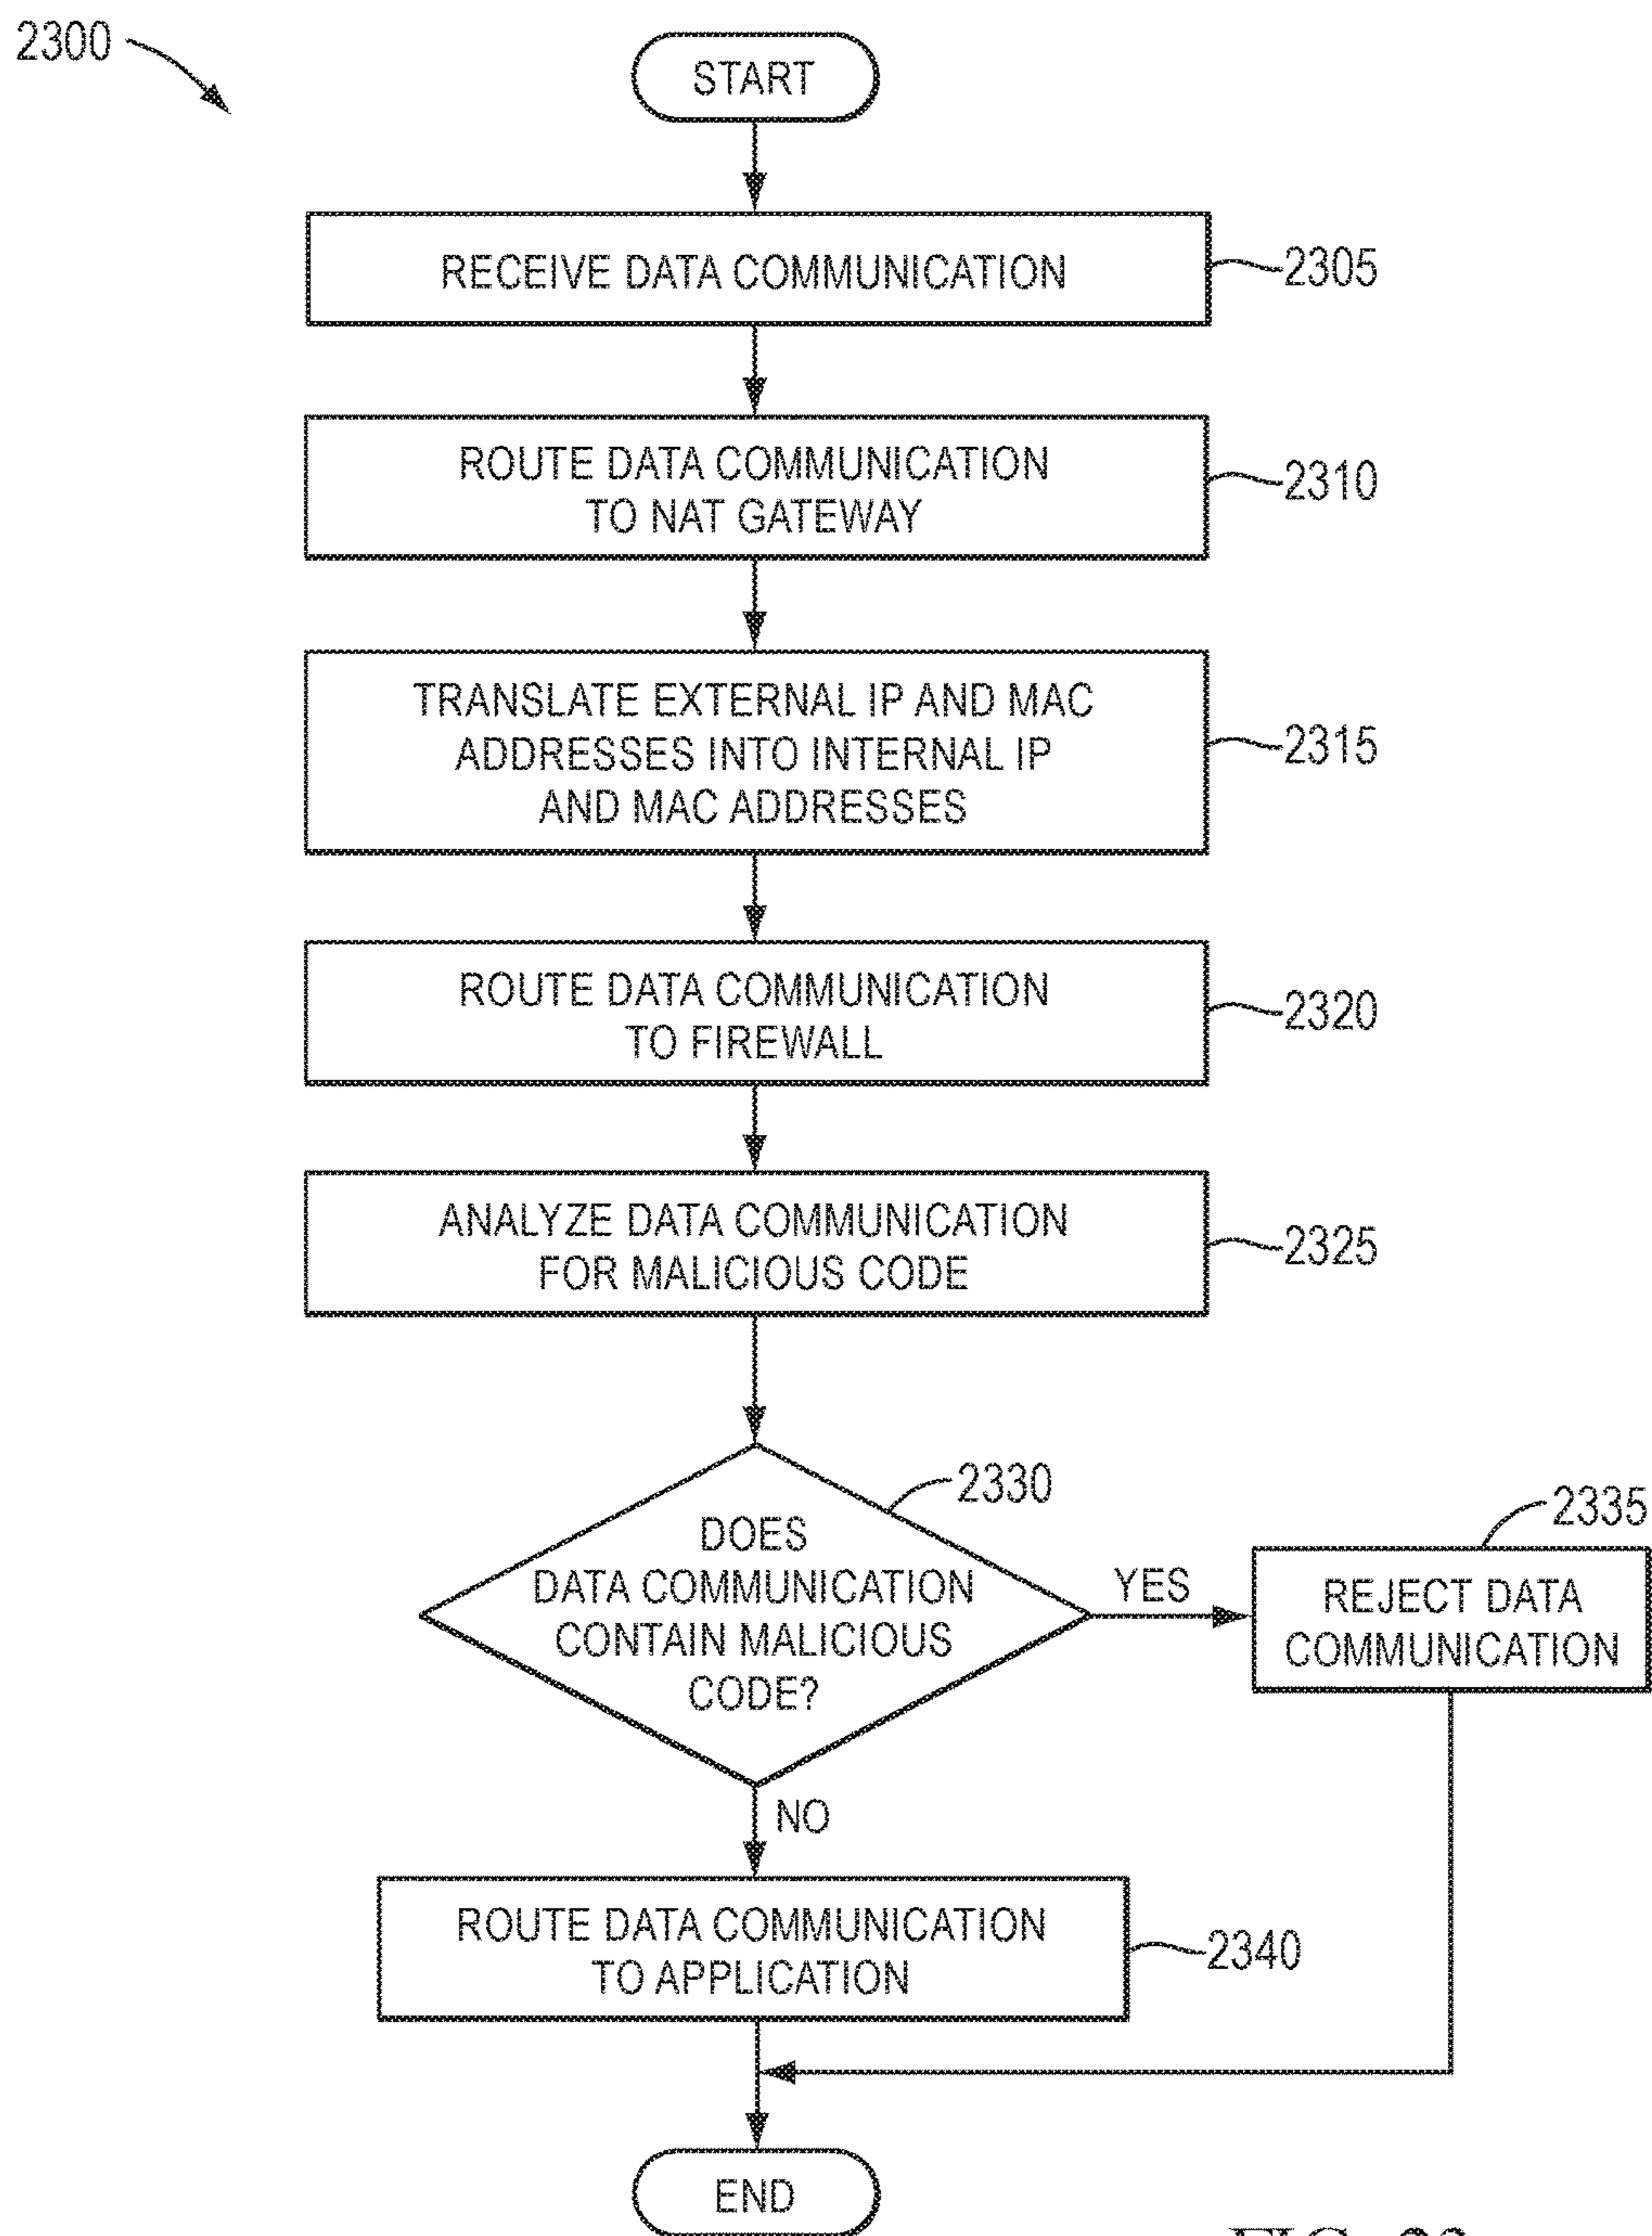 2300
START
RECEIVE DATA COMMUNICATION
2305
ROUTE DATA COMMUNICATION
TO NAT GATEWAY
2310
TRANSLATE EXTERNAL IP AND MAC
ADDRESSES INTO INTERNAL IP
AND MAC ADDRESSES
2315
ROUTE DATA COMMUNICATION
TO FIREWALL
2320
ANALYZE DATA COMMUNICATION
FOR MALICIOUS CODE
2325
DOES
DATA COMMUNICATION
CONTAIN MALICIOUS
CODE?
2330
YES
2335
REJECT DATA
COMMUNICATION
NO
ROUTE DATA COMMUNICATION
TO APPLICATION
2340
END